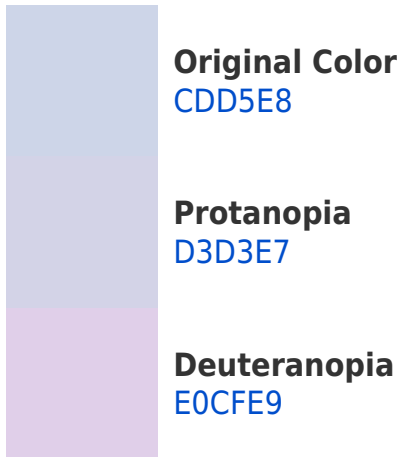 Original Color
CDD5E8
Protanopia
D3D3E7
Deuteranopia
E0CFE9